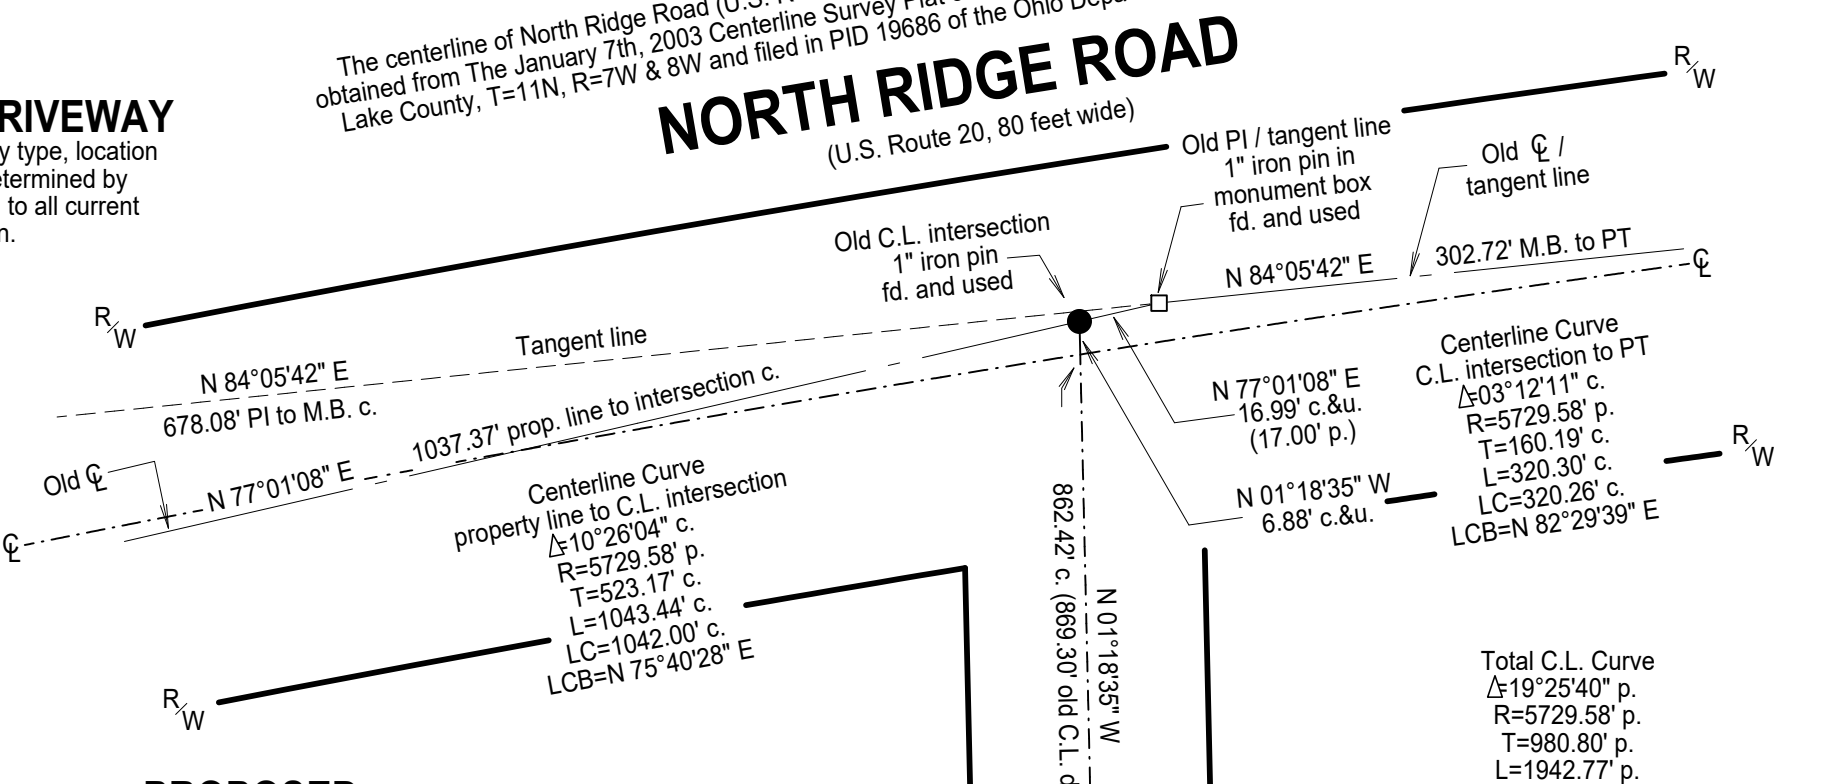 The centerline of North Ridge Road (U.S.
obtained from The January 7th, 2003 Centerline Survey Plat
Lake County, T=11N, R=7W & 8W and filed in PID 19686 of the Ohio
NORTH RIDGE ROAD
(U.S. Route 20, 80 feet wide)
RIVEWAY
y type, location
etermined by
to all current
n.
R/W
Old PI / tangent line
1" iron pin in
monument box
fd. and used
Old ℄ /
tangent line
Old C.L. intersection
1" iron pin
fd. and used
N 84°05'42" E
302.72' M.B. to PT
℄
R/W
Tangent line
N 84°05'42" E
678.08' PI to M.B. c.
1037.37' prop. line to intersection c.
Old ℄
N 77°01'08" E
℄
N 77°01'08" E
16.99' c.&u.
(17.00' p.)
N 01°18'35" W
6.88' c.&u.
Centerline Curve
C.L. intersection to PT
Δ=03°12'11" c.
R=5729.58' p.
T=160.19' c.
L=320.30' c.
LC=320.26' c.
LCB=N 82°29'39" E
R/W
Centerline Curve
property line to C.L. intersection
Δ=10°26'04" c.
R=5729.58' p.
T=523.17' c.
L=1043.44' c.
LC=1042.00' c.
LCB=N 75°40'28" E
R/W
862.42' c. (869.30' old C.L.
N 01°18'35" W
Total C.L. Curve
Δ=19°25'40" p.
R=5729.58' p.
T=980.80' p.
L=1942.77' p.
PROPOSED